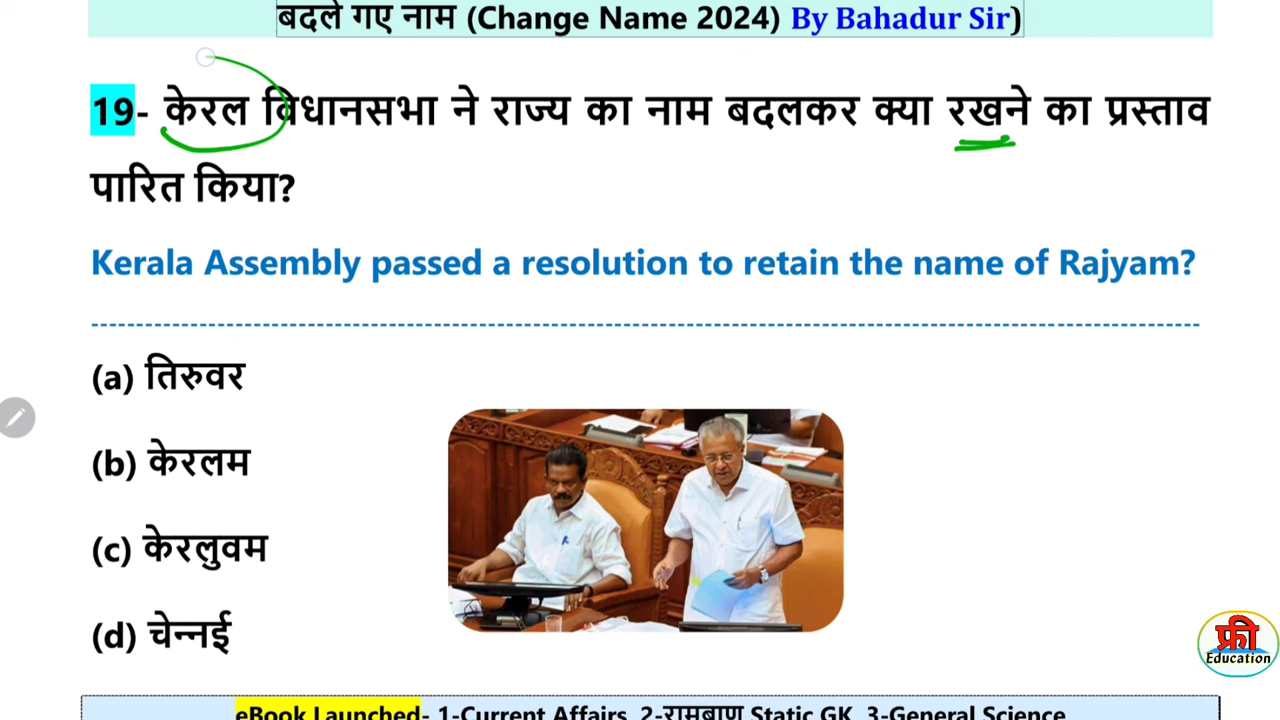 बदले गए नाम (Change Name 2024) By Bahadur Sir)
19- केरल विधानसभा ने राज्य का नाम बदलकर क्या रखने का प्रस्ताव
पारित किया?
Kerala Assembly passed a resolution to retain the name of Rajyam?
(a) तिरुवर
(b) केरलम
(c) केरलुवम
(d) चेन्नई
फ्री
Education
eBook Launched- 1-Current Affairs, 2-रामबाण Static GK, 3-General Science